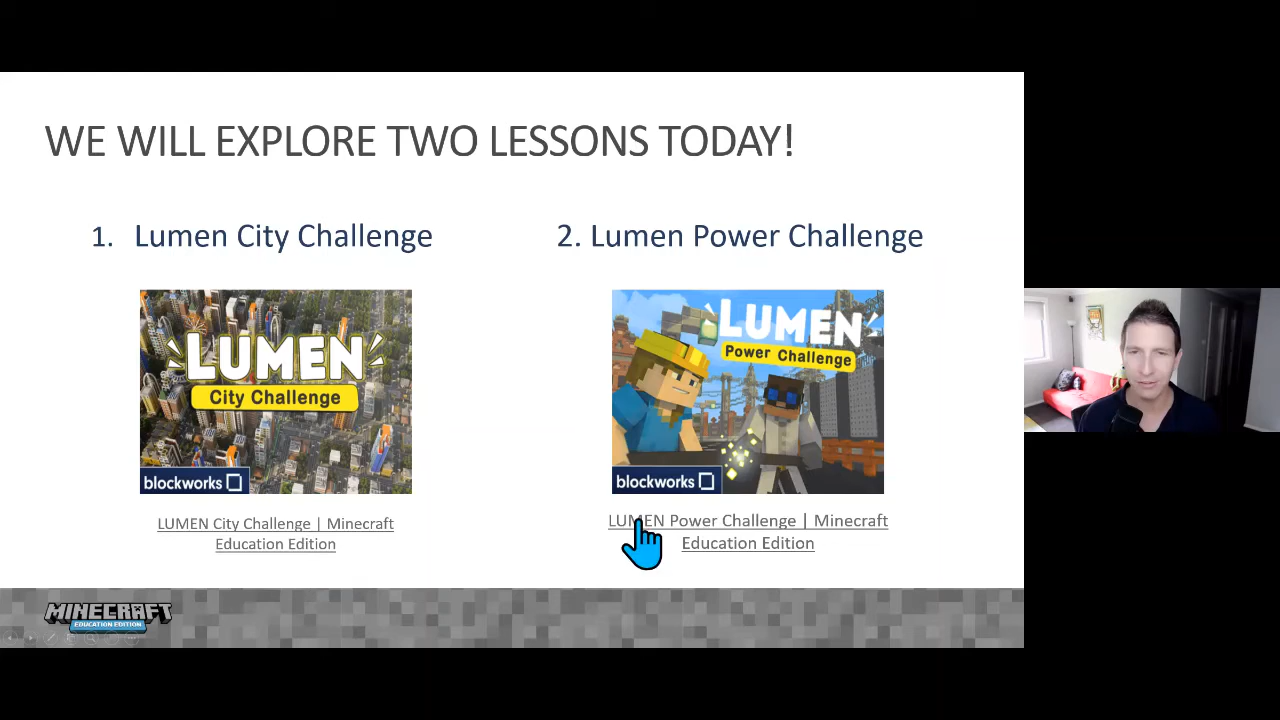 WE WILL EXPLORE TWO LESSONS TODAY!
1. Lumen City Challenge
2. Lumen Power Challenge
LUMEN
City Challenge
blockworks
LUMEN
Power Challenge
blockworks
LUMEN City Challenge | Minecraft
Education Edition
LUMEN Power Challenge | Minecraft
Education Edition
MINECRAFT
EDUCATION EDITION